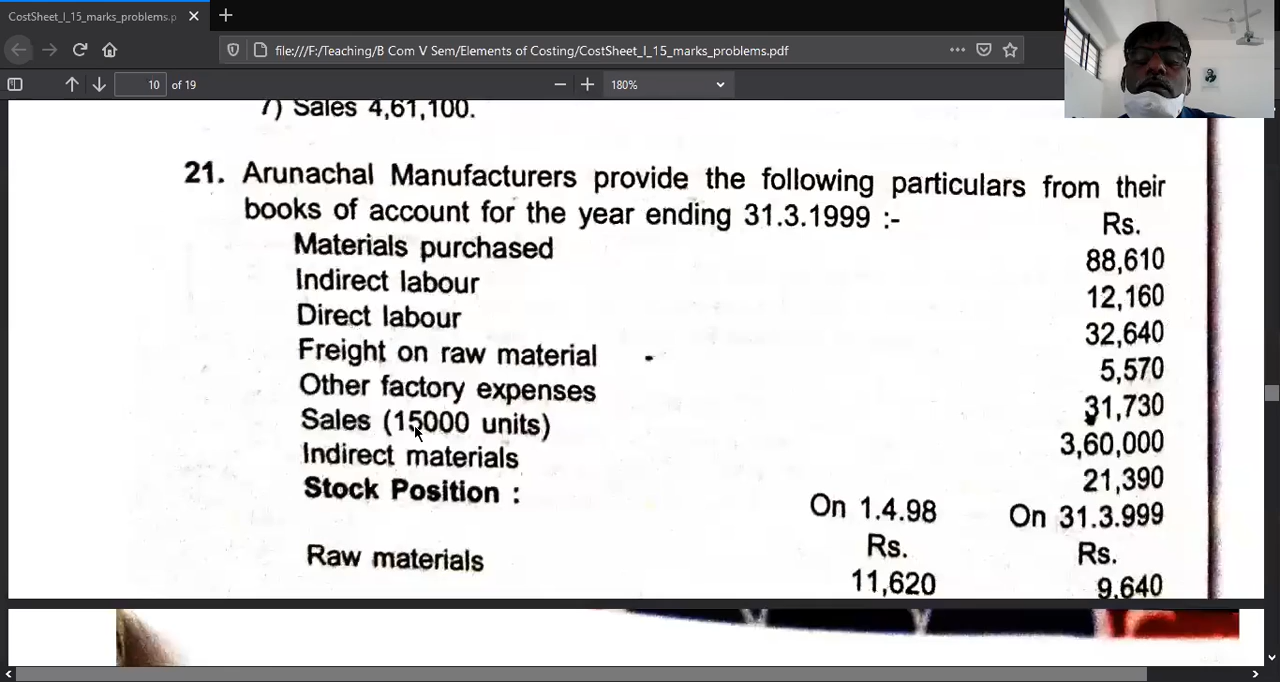 CostSheet_I_15_marks_problems.p
file:///F:/Teaching/B Com V Sem/Elements of Costing/CostSheet_I_15_marks_problems.pdf
10 of 19
180%
7) Sales 4,61,100.
21. Arunachal Manufacturers provide the following particulars from their
books of account for the year ending 31.3.1999 :-
Rs.
Materials purchased 88,610
Indirect labour 12,160
Direct labour 32,640
Freight on raw material 5,570
Other factory expenses 31,730
Sales (15000 units) 3,60,000
Indirect materials 21,390
Stock Position : On 1.4.98 On 31.3.999
Rs. Rs.
Raw materials 11,620 9,640